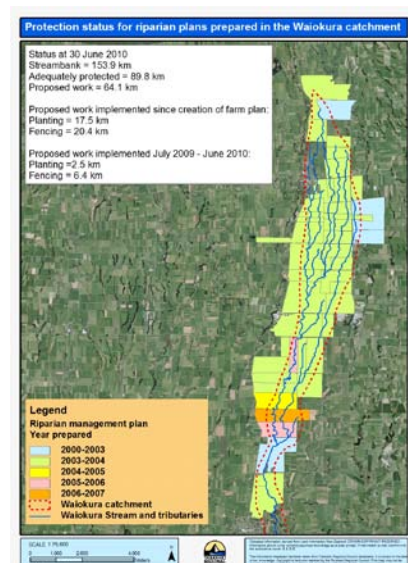 Protection status for riparian plans prepared in the Waiokura catchment
Status at 30 June 2010
Streambank = 153.9 km
Adequately protected = 89.8 km
Proposed work = 64.1 km
Proposed work implemented since creation of farm plan:
Planting = 17.5 km
Fencing = 20.4 km
Proposed work implemented July 2009 - June 2010:
Planting =2.5 km
Fencing = 6.4 km
Legend
Riparian management plan
Year prepared
2000-2003
2003-2004
2004-2005
2005-2006
2006-2007
Waiokura catchment
Waiokura Stream and tributaries